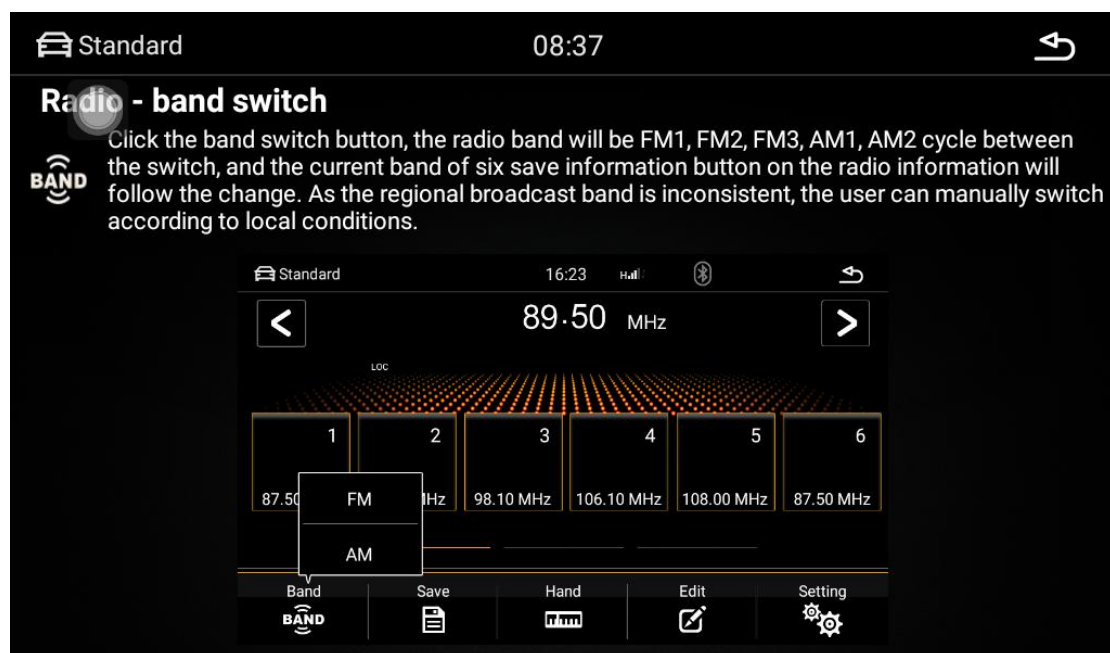 Standard 08:37
Radio - band switch
Click the band switch button, the radio band will be FM1, FM2, FM3, AM1, AM2 cycle between
the switch, and the current band of six save information button on the radio information will
follow the change. As the regional broadcast band is inconsistent, the user can manually switch
according to local conditions.
BAND
Standard 16:23 H
89.50 MHz
LOC
1 2 3 4 5 6
87.50 Hz 98.10 MHz 106.10 MHz 108.00 MHz 87.50 MHz
FM
AM
Band Save Hand Edit Setting
BAND